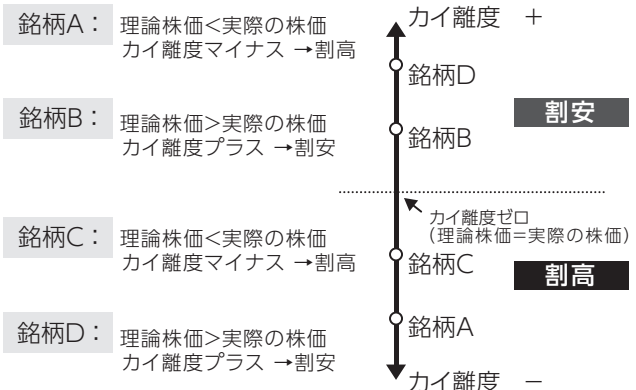 銘柄A：
理論株価<実際の株価
カイ離度マイナス →割高
銘柄B：
理論株価>実際の株価
カイ離度プラス →割安
銘柄C：
理論株価<実際の株価
カイ離度マイナス →割高
銘柄D：
理論株価>実際の株価
カイ離度プラス →割安
カイ離度　+
銘柄D
割安
銘柄B
カイ離度ゼロ
(理論株価=実際の株価)
銘柄C
割高
銘柄A
カイ離度　−